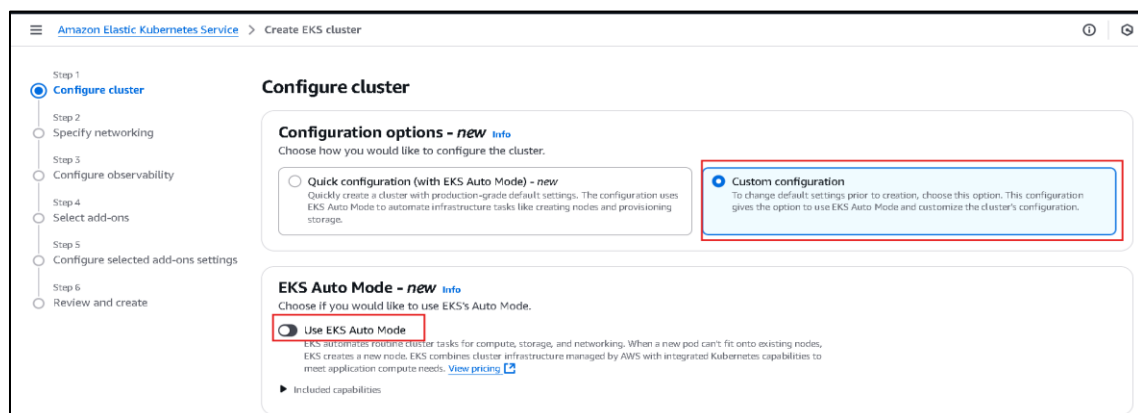 Amazon Elastic Kubernetes Service > Create EKS cluster
Step 1
Configure cluster
Step 2
Specify networking
Step 3
Configure observability
Step 4
Select add-ons
Step 5
Configure selected add-ons settings
Step 6
Review and create
Configure cluster
Configuration options - new Info
Choose how you would like to configure the cluster.
Quick configuration (with EKS Auto Mode) - new
Quickly create a cluster with production-grade default settings. The configuration uses
EKS Auto Mode to automate infrastructure tasks like creating nodes and provisioning
storage.
Custom configuration
To change default settings prior to creation, choose this option. This configuration
gives the option to use EKS Auto Mode and customize the cluster's configuration.
EKS Auto Mode - new Info
Choose if you would like to use EKS's Auto Mode.
Use EKS Auto Mode
EKS automates routine cluster tasks for compute, storage, and networking. When a new pod can't fit onto existing nodes,
EKS creates a new node. EKS combines cluster infrastructure managed by AWS with integrated Kubernetes capabilities to
meet application compute needs. View pricing
Included capabilities